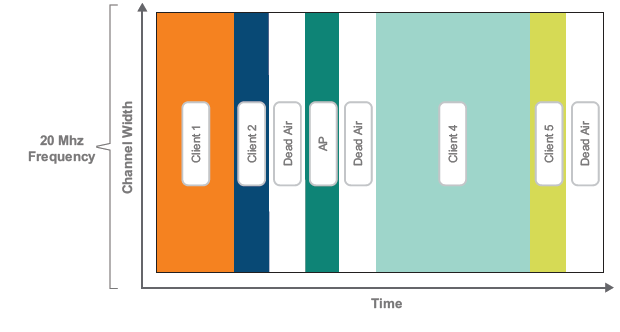 20 Mhz
Frequency
Channel Width
Client 1
Client 2
Dead Air
AP
Dead Air
Client 4
Client 5
Dead Air
Time